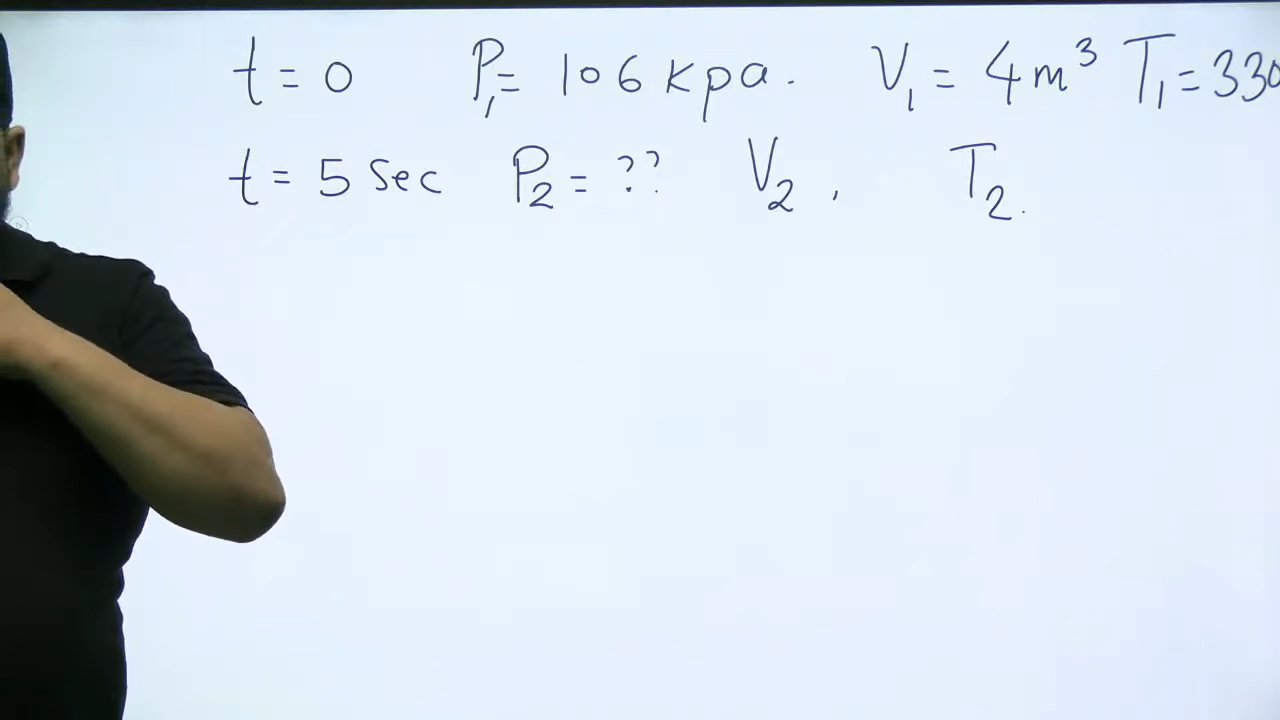 t = 0 P₁ = 106 kpa. V₁ = 4 m³ T₁ = 330
t = 5 Sec P₂ = ?? V₂ , T₂.